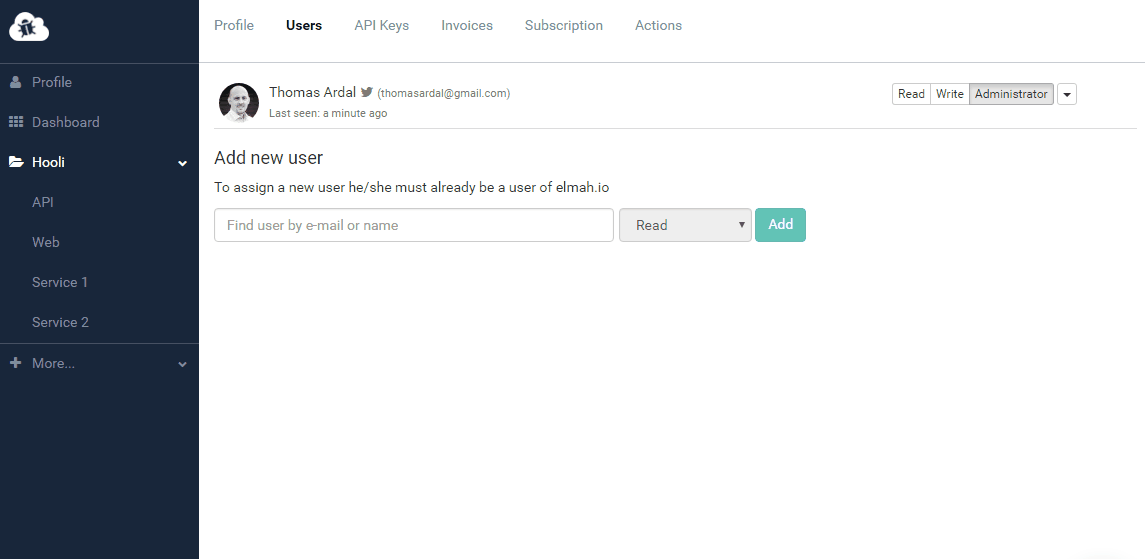 Profile Users API Keys Invoices Subscription Actions
Profile
Dashboard
Hooli
API
Web
Service 1
Service 2
More...
Thomas Ardal (thomasardal@gmail.com)
Last seen: a minute ago
Read Write Administrator
Add new user
To assign a new user he/she must already be a user of elmah.io
Find user by e-mail or name Read Add